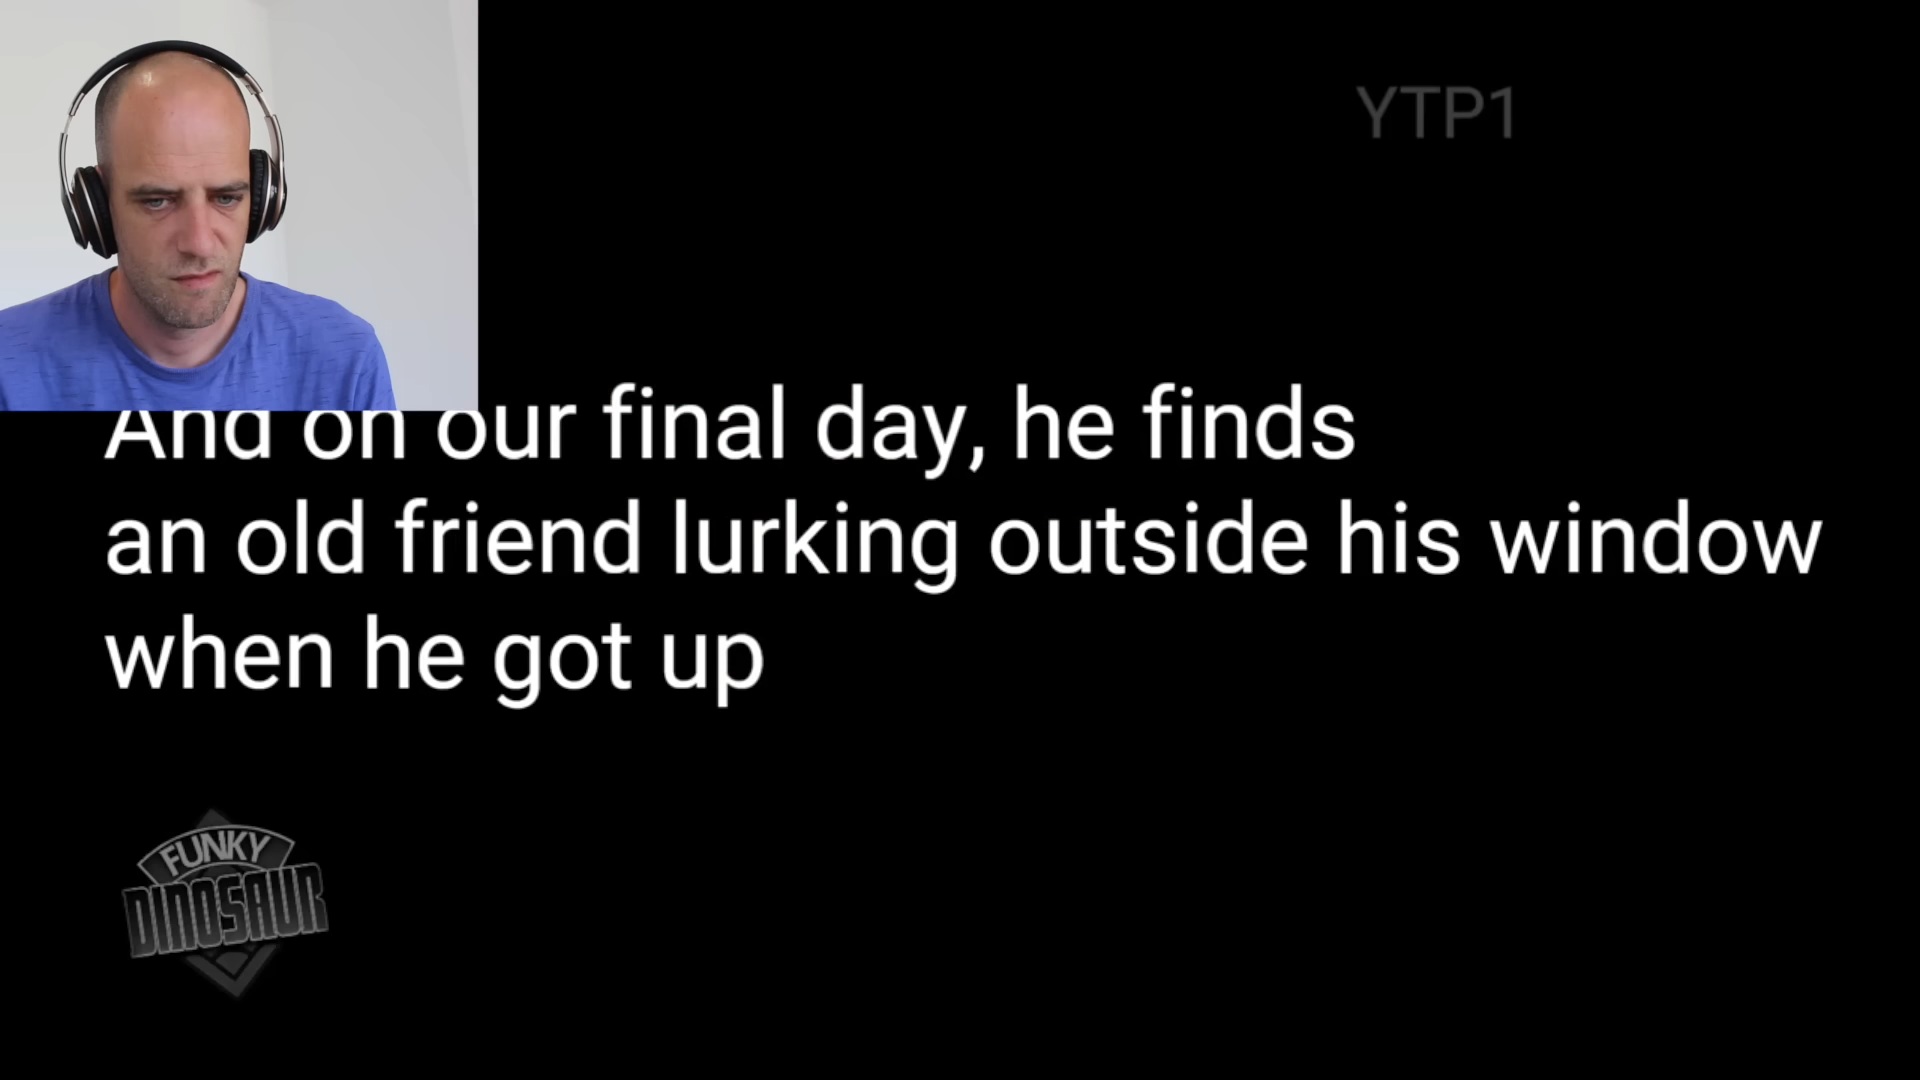 YTP1
And on our final day, he finds
an old friend lurking outside his window
when he got up
FUNKY
DINOSAUR